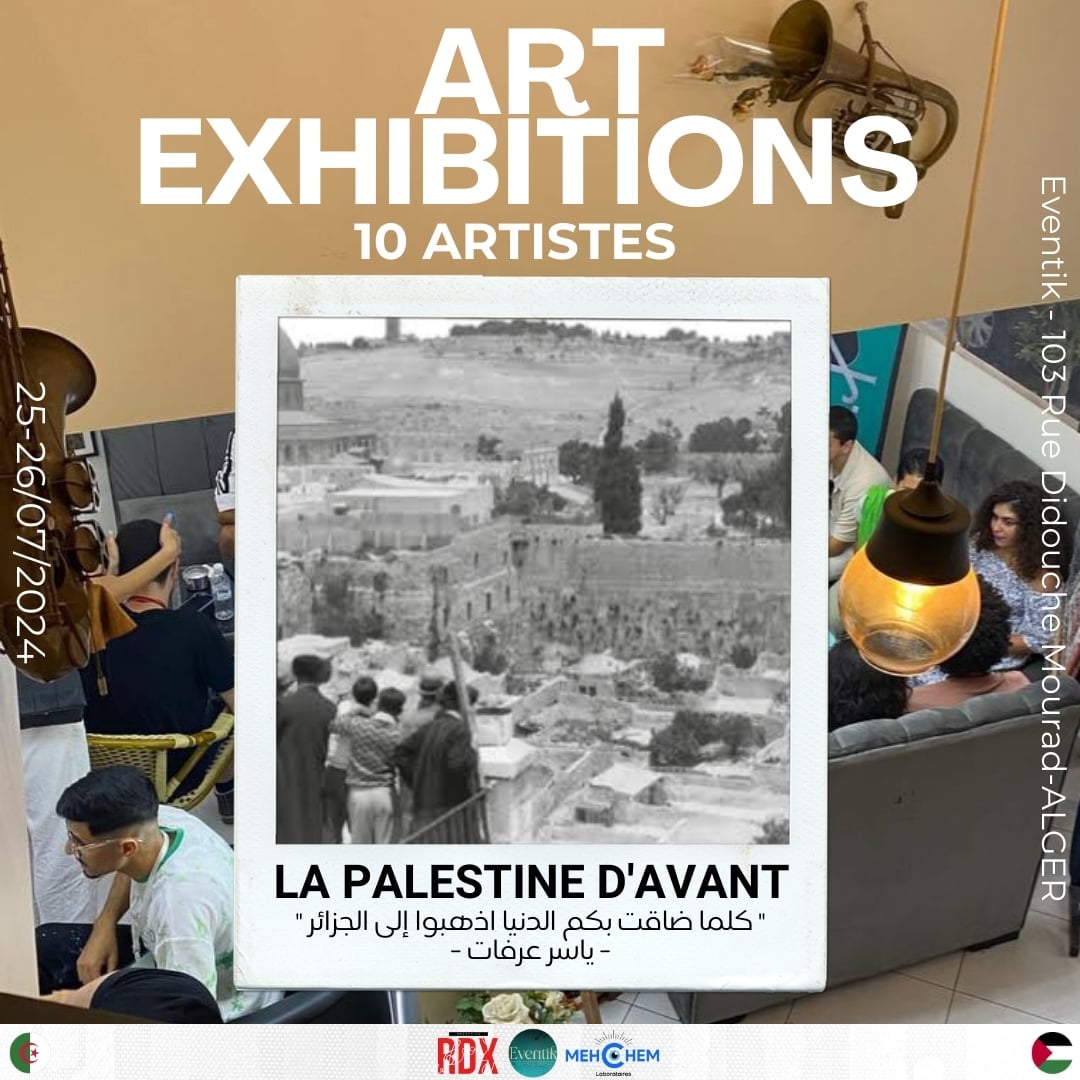 ART
EXHIBITIONS
10 ARTISTES
Eventik - 103 Rue Didouche Mourad-ALGER
25-26/07/2024
LA PALESTINE D'AVANT
" كلما ضاقت بكم الدنيا اذهبوا إلى الجزائر "
- ياسر عرفات -
RDX
Eventik
MEHCHEM
Laboratoires